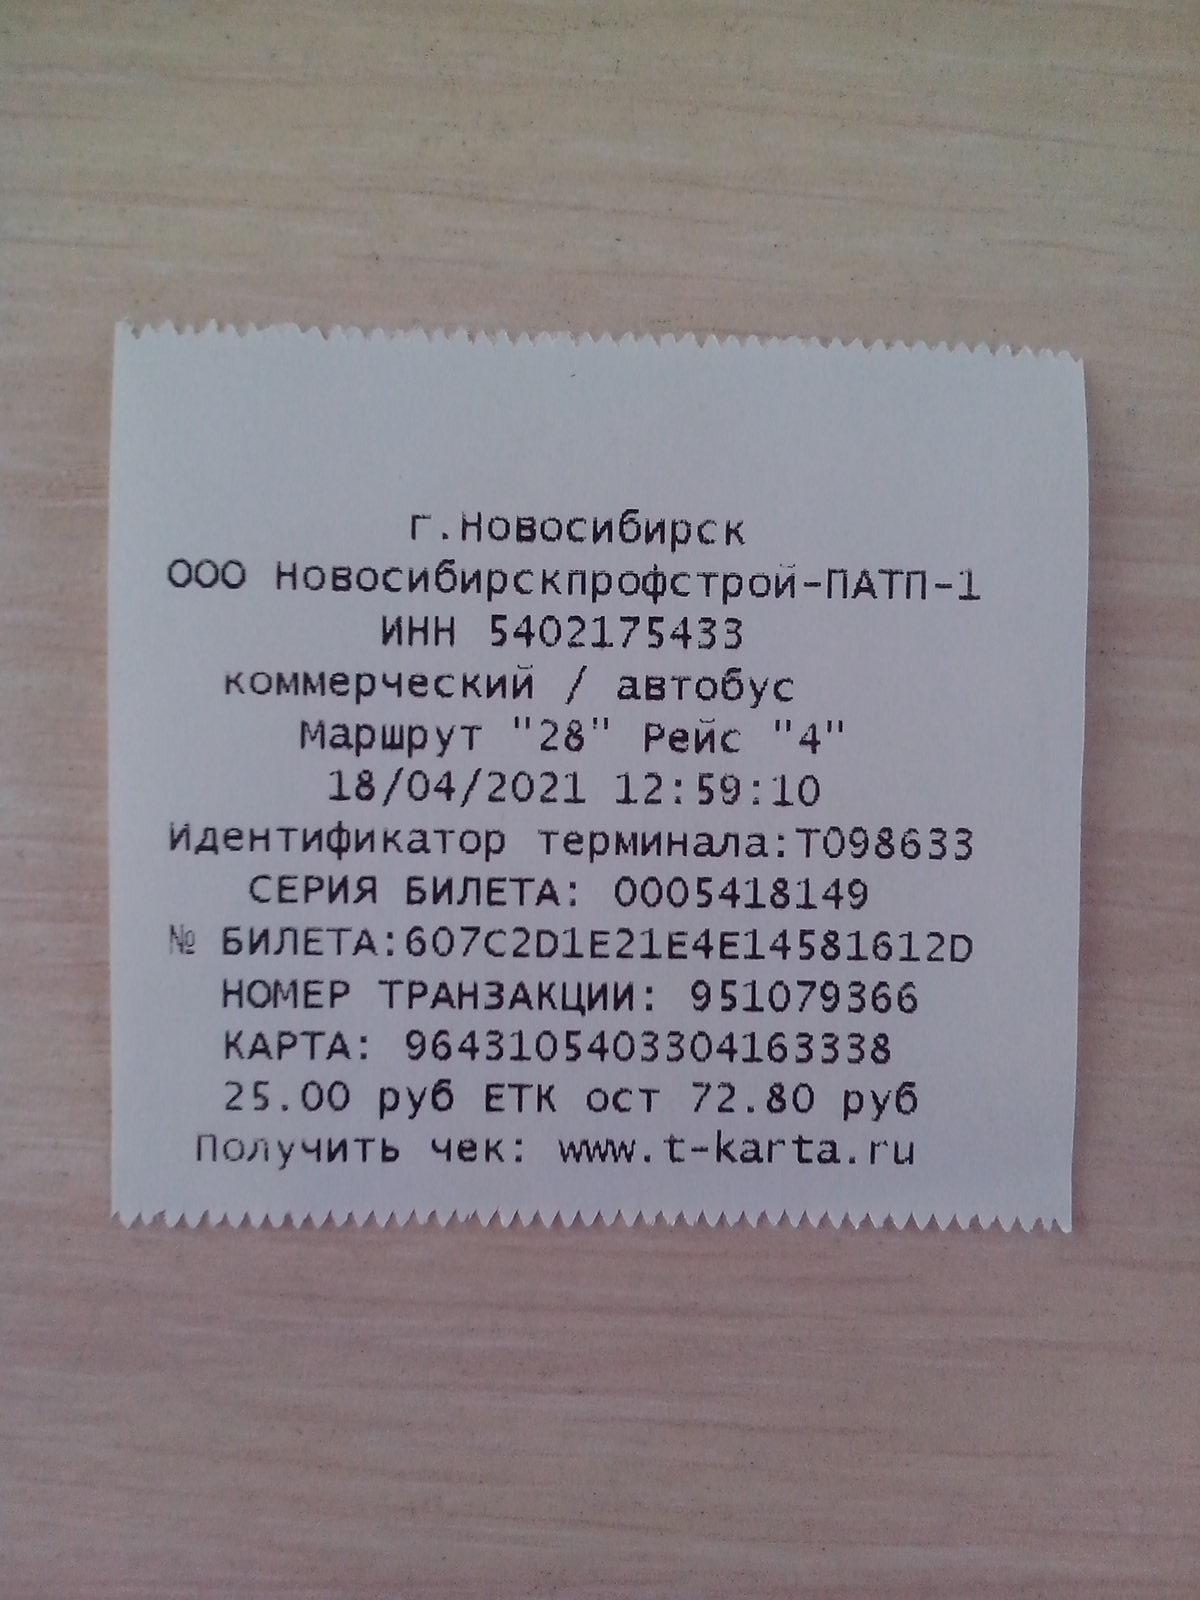 г.Новосибирск
ООО Новосибирскпрофстрой-ПАТП-1
ИНН 5402175433
коммерческий / автобус
Маршрут "28" Рейс "4"
18/04/2021 12:59:10
Идентификатор терминала:T098633
СЕРИЯ БИЛЕТА: 0005418149
№ БИЛЕТА:607C2D1E21E4E14581612D
НОМЕР ТРАНЗАКЦИИ: 951079366
КАРТА: 9643105403304163338
25.00 руб ЕТК ост 72.80 руб
Получить чек: www.t-karta.ru